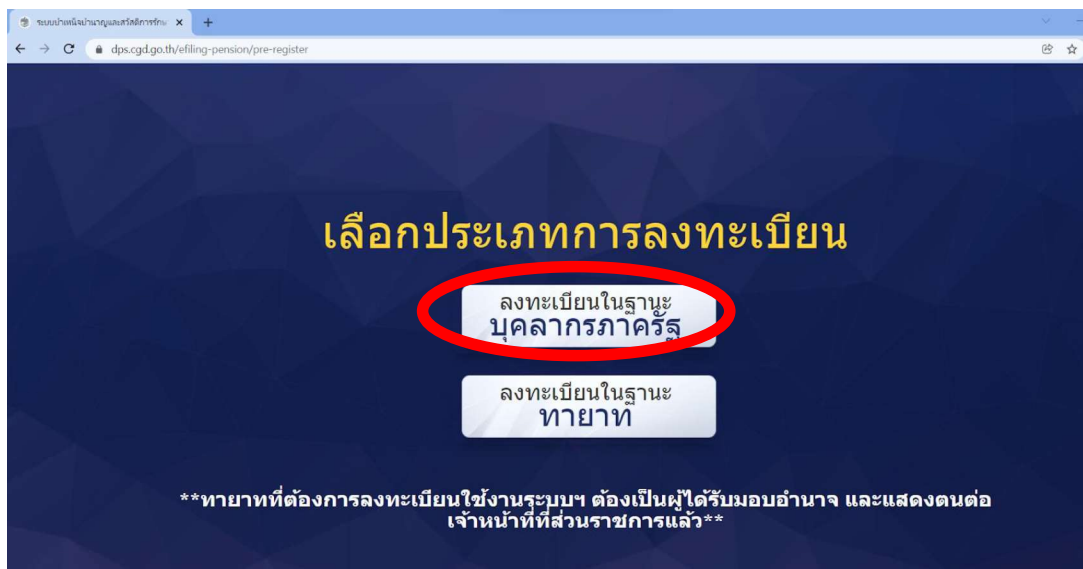 ระบบบำเหน็จบำนาญและสวัสดิการรักษ
dps.cgd.go.th/efiling-pension/pre-register
เลือกประเภทการลงทะเบียน
ลงทะเบียนในฐานะ
บุคลากรภาครัฐ
ลงทะเบียนในฐานะ
ทายาท
**ทายาทที่ต้องการลงทะเบียนใช้งานระบบฯ ต้องเป็นผู้ได้รับมอบอำนาจ และแสดงตนต่อ
เจ้าหน้าที่ที่ส่วนราชการแล้ว**